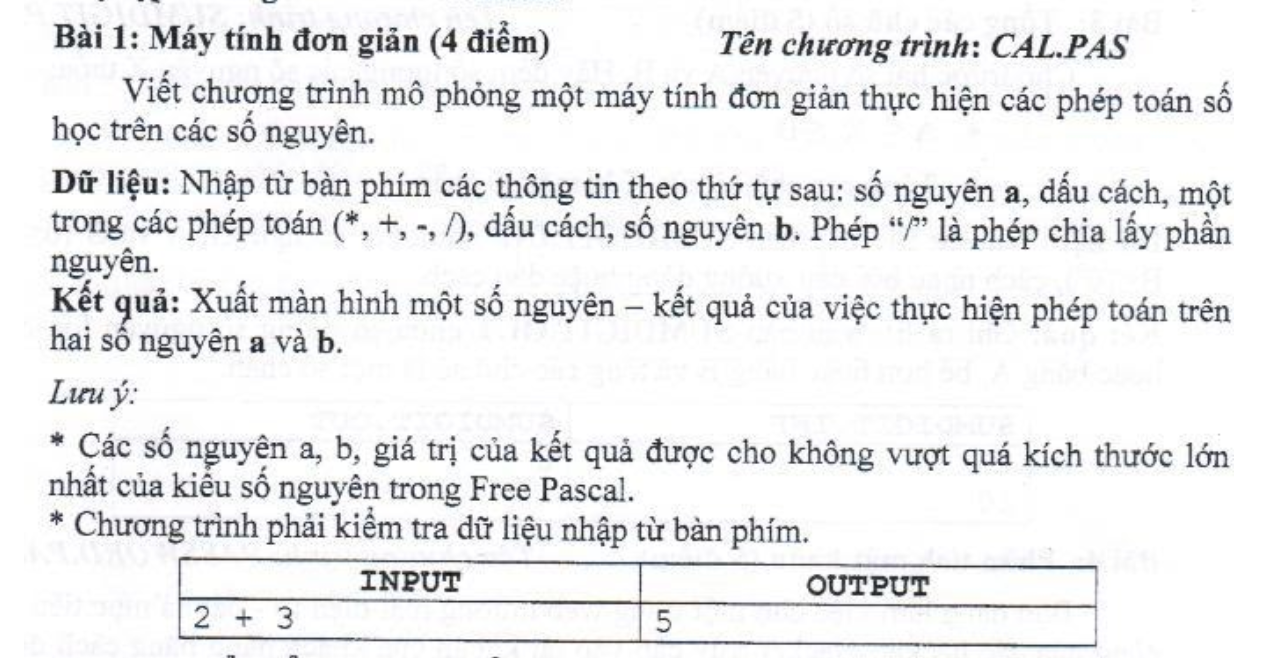 Bài 1: Máy tính đơn giản (4 điểm) Tên chương trình: CAL.PAS
Viết chương trình mô phỏng một máy tính đơn giản thực hiện các phép toán số
học trên các số nguyên.
Dữ liệu: Nhập từ bàn phím các thông tin theo thứ tự sau: số nguyên a, dấu cách, một
trong các phép toán (*, +, -, /), dấu cách, số nguyên b. Phép “/” là phép chia lấy phần
nguyên.
Kết quả: Xuất màn hình một số nguyên – kết quả của việc thực hiện phép toán trên
hai số nguyên a và b.
Lưu ý:
* Các số nguyên a, b, giá trị của kết quả được cho không vượt quá kích thước lớn
nhất của kiểu số nguyên trong Free Pascal.
* Chương trình phải kiểm tra dữ liệu nhập từ bàn phím.
INPUT OUTPUT
2 + 3 5